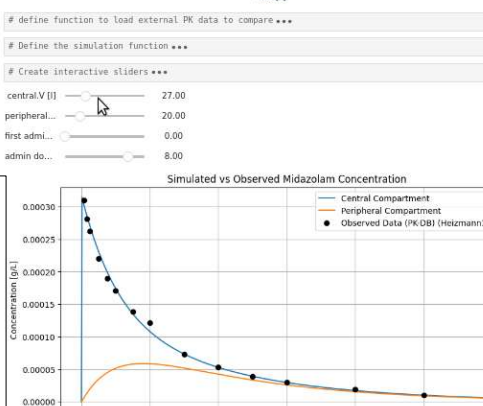 # define function to load external PK data to compare •••
# Define the simulation function •••
# Create interactive sliders •••
central.V [l] 27.00
peripheral... 20.00
first admi... 0.00
admin do... 8.00
Simulated vs Observed Midazolam Concentration
Central Compartment
Peripheral Compartment
Observed Data (PK-DB) (Heizmann
Concentration [g/L]
0.00030
0.00025
0.00020
0.00015
0.00010
0.00005
0.00000